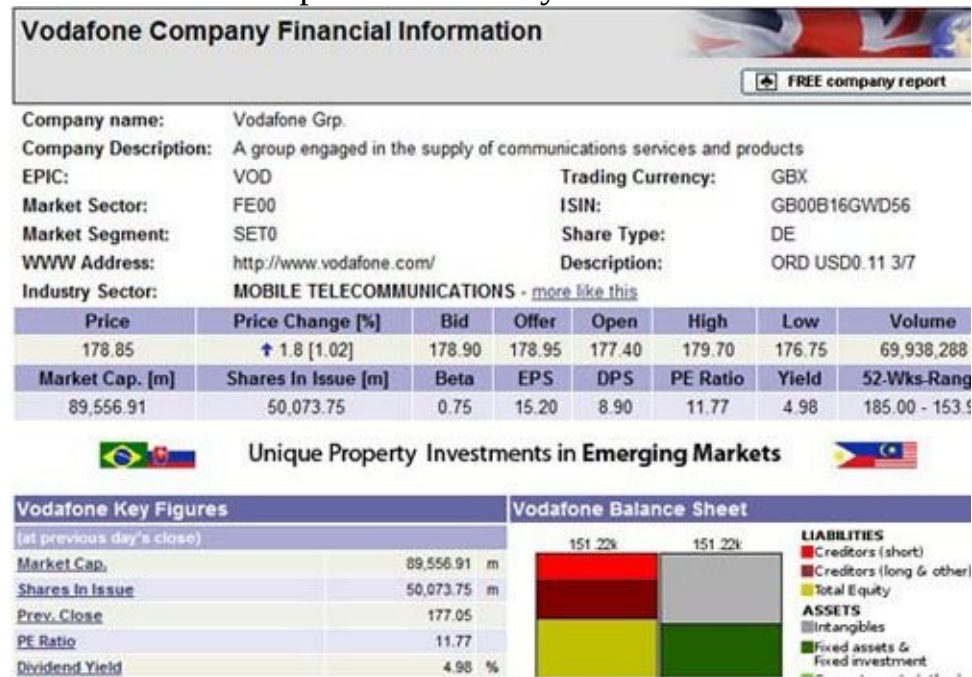 Vodafone Company Financial Information
FREE company report
Company name: Vodafone Grp.
Company Description: A group engaged in the supply of communications services and products
EPIC: VOD Trading Currency: GBX
Market Sector: FE00 ISIN: GB00B16GWD56
Market Segment: SET0 Share Type: DE
WWW Address: http://www.vodafone.com/ Description: ORD USD0.11 3/7
Industry Sector: MOBILE TELECOMMUNICATIONS - more like this
Price Price Change [%] Bid Offer Open High Low Volume
178.85 1.8 [1.02] 178.90 178.95 177.40 179.70 176.75 69,938,288
Market Cap. [m] Shares In Issue [m] Beta EPS DPS PE Ratio Yield 52-Wks-Rang
89,556.91 50,073.75 0.75 15.20 8.90 11.77 4.98 185.00 - 153.9
Unique Property Investments in Emerging Markets
Vodafone Key Figures
(at previous day's close)
Market Cap. 89,556.91 m
Shares In Issue 50,073.75 m
Prev. Close 177.05
PE Ratio 11.77
Dividend Yield 4.98 %
Vodafone Balance Sheet
151.22k 151.22k
LIABILITIES
Creditors (short)
Creditors (long & other)
Total Equity
ASSETS
Intangibles
Fixed assets &
Fixed investment